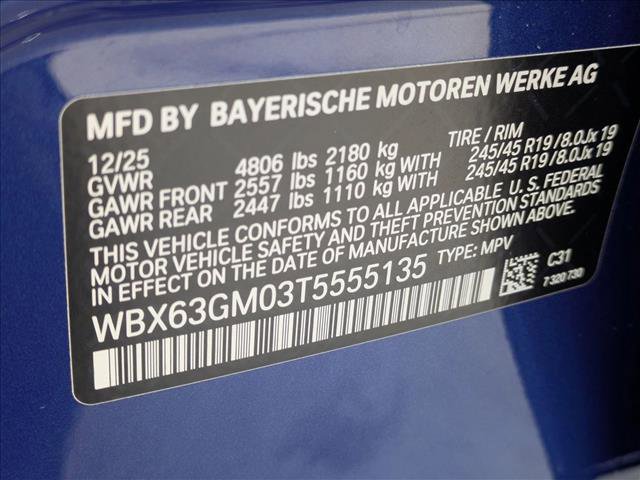 MFD BY BAYERISCHE MOTOREN WERKE AG
12/25 TIRE / RIM
GVWR 4806 lbs 2180 kg
GAWR FRONT 2557 lbs 1160 kg WITH 245/45 R19/8.0Jx19
GAWR REAR 2447 lbs 1110 kg WITH 245/45 R19/8.0Jx19
THIS VEHICLE CONFORMS TO ALL APPLICABLE U. S. FEDERAL
MOTOR VEHICLE SAFETY AND THEFT PREVENTION STANDARDS
IN EFFECT ON THE DATE OF MANUFACTURE SHOWN ABOVE.
WBX63GM03T5555135 TYPE: MPV
C31
7 320 730